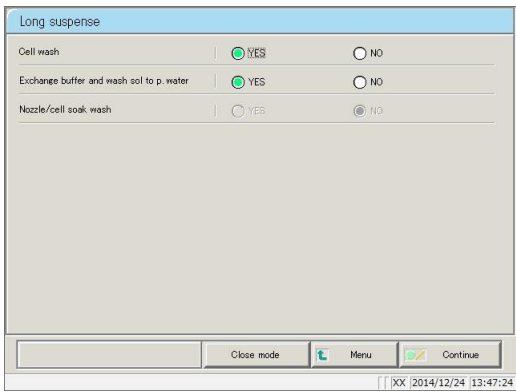 Long suspense
Cell wash YES NO
Exchange buffer and wash sol to p. water YES NO
Nozzle/cell soak wash YES NO
Close mode Menu Continue
XX 2014/12/24 13:47:24